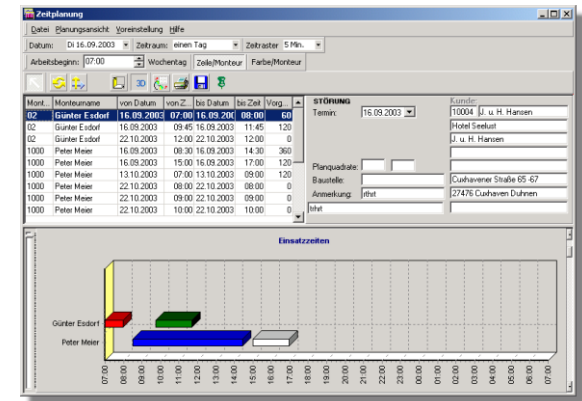 Zeitplanung
Datei Planungsansicht Voreinstellung Hilfe
Datum: Di 16.09.2003 Zeitraum: einen Tag Zeitraster 5 Min.
Arbeitsbeginn: 07:00 Wochentag Zeile/Monteur Farbe/Monteur
3D
Mont... Monteurname von Datum von Z... bis Datum bis Zeit Vorg...
02 Günter Esdorf 16.09.2003 07:00 16.09.200 08:00 60
02 Günter Esdorf 16.09.2003 09:45 16.09.2003 11:45 120
02 Günter Esdorf 22.10.2003 12:00 22.10.2003 12:00 0
1000 Peter Meier 16.09.2003 08:30 16.09.2003 14:30 360
1000 Peter Meier 16.09.2003 15:00 16.09.2003 17:00 120
1000 Peter Meier 13.10.2003 07:00 13.10.2003 09:00 120
1000 Peter Meier 22.10.2003 08:00 22.10.2003 08:00 0
1000 Peter Meier 22.10.2003 09:00 22.10.2003 09:00 0
1000 Peter Meier 22.10.2003 10:00 22.10.2003 10:00 0
STÖRUNG
Termin: 16.09.2003
Planquadrate:
Baustelle:
Anmerkung: rthrt
Kunde:
10004 J. u. H. Hansen
Hotel Seelust
J. u. H. Hansen
Cuxhavener Straße 65 -67
27476 Cuxhaven Duhnen
Einsatzzeiten
Günter Esdorf
Peter Meier
07:00 08:00 09:00 10:00 11:00 12:00 13:00 14:00 15:00 16:00 17:00 18:00 19:00 20:00 21:00 22:00 23:00 00:00 01:00 02:00 03:00 04:00 05:00 06:00 07:00